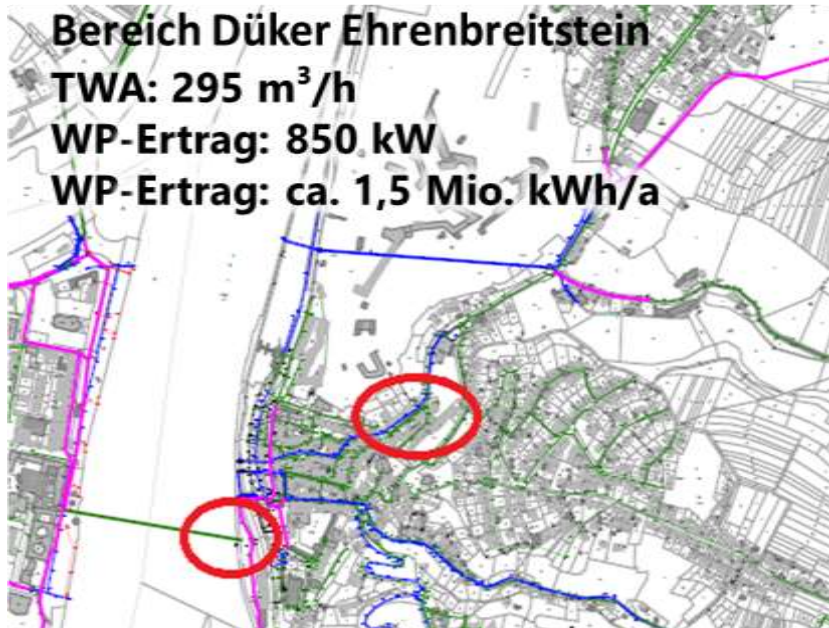 Bereich Düker Ehrenbreitstein
TWA: 295 m³/h
WP-Ertrag: 850 kW
WP-Ertrag: ca. 1,5 Mio. kWh/a